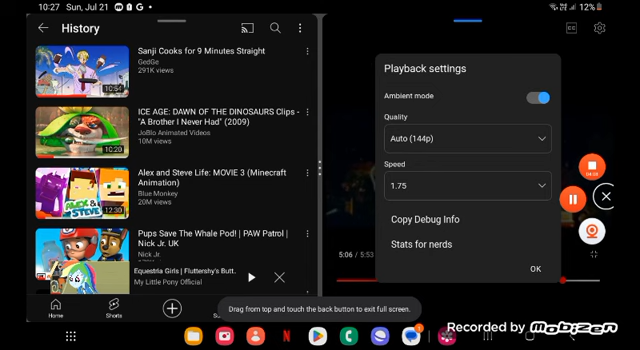 10:27 Sun, Jul 21
12%
History
Sanji Cooks for 9 Minutes Straight
GedGe
291K views
10:54
ICE AGE: DAWN OF THE DINOSAURS Clips - "A Brother I Never Had" (2009)
JoBlo Animated Videos
10M views
10:20
Alex and Steve Life: MOVIE 3 (Minecraft Animation)
Blue Monkey
20M views
ALEX & STEVE
12:30
Pups Save The Whale Pod! | PAW Patrol | Nick Jr. UK
Nick Jr.
Equestria Girls | Fluttershy's Butt..
My Little Pony Official
Home
Shorts
Drag from top and touch the back button to exit full screen.
CC
Playback settings
Ambient mode
Quality
Auto (144p)
Speed
1.75
Copy Debug Info
Stats for nerds
OK
5:06 / 5:53
Recorded by Mobizen